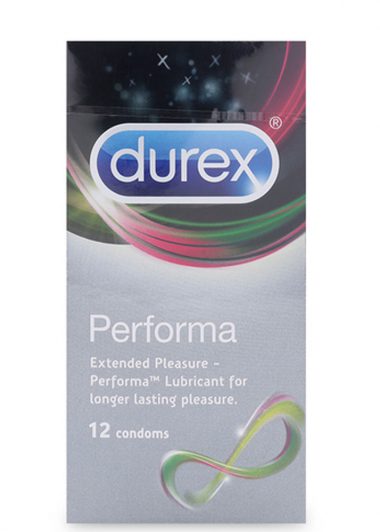 durex®
Performa
Extended Pleasure –
Performa™ Lubricant for
longer lasting pleasure.
12 condoms